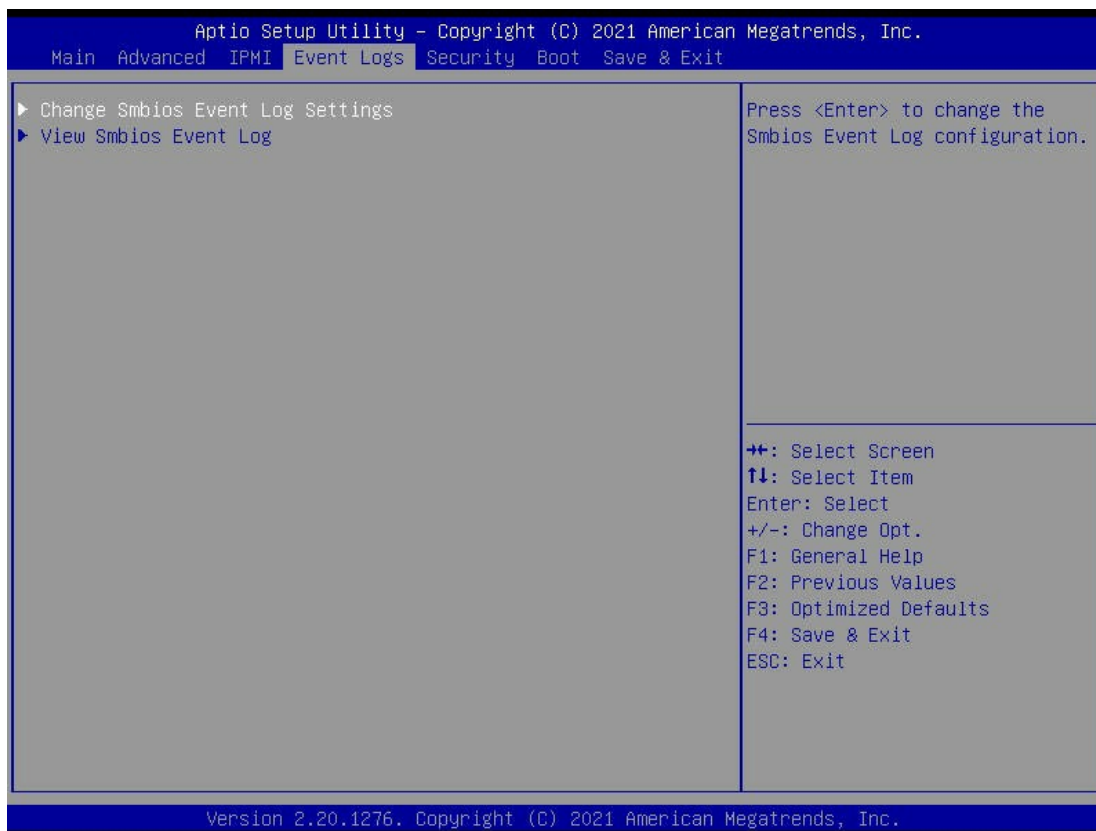 Aptio Setup Utility – Copyright (C) 2021 American Megatrends, Inc.
Main Advanced IPMI Event Logs Security Boot Save & Exit
▶ Change Smbios Event Log Settings
▶ View Smbios Event Log
Press <Enter> to change the
Smbios Event Log configuration.
→←: Select Screen
↑↓: Select Item
Enter: Select
+/-: Change Opt.
F1: General Help
F2: Previous Values
F3: Optimized Defaults
F4: Save & Exit
ESC: Exit
Version 2.20.1276. Copyright (C) 2021 American Megatrends, Inc.